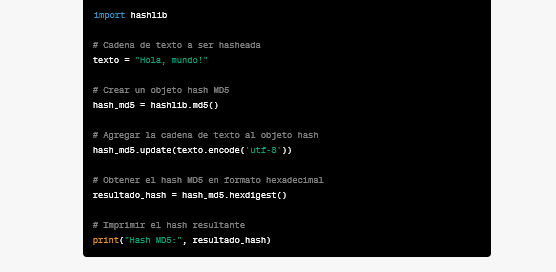 import hashlib
# Cadena de texto a ser hasheada
texto = "Hola, mundo!"
# Crear un objeto hash MD5
hash_md5 = hashlib.md5()
# Agregar la cadena de texto al objeto hash
hash_md5.update(texto.encode('utf-8'))
# Obtener el hash MD5 en formato hexadecimal
resultado_hash = hash_md5.hexdigest()
# Imprimir el hash resultante
print("Hash MD5:", resultado_hash)